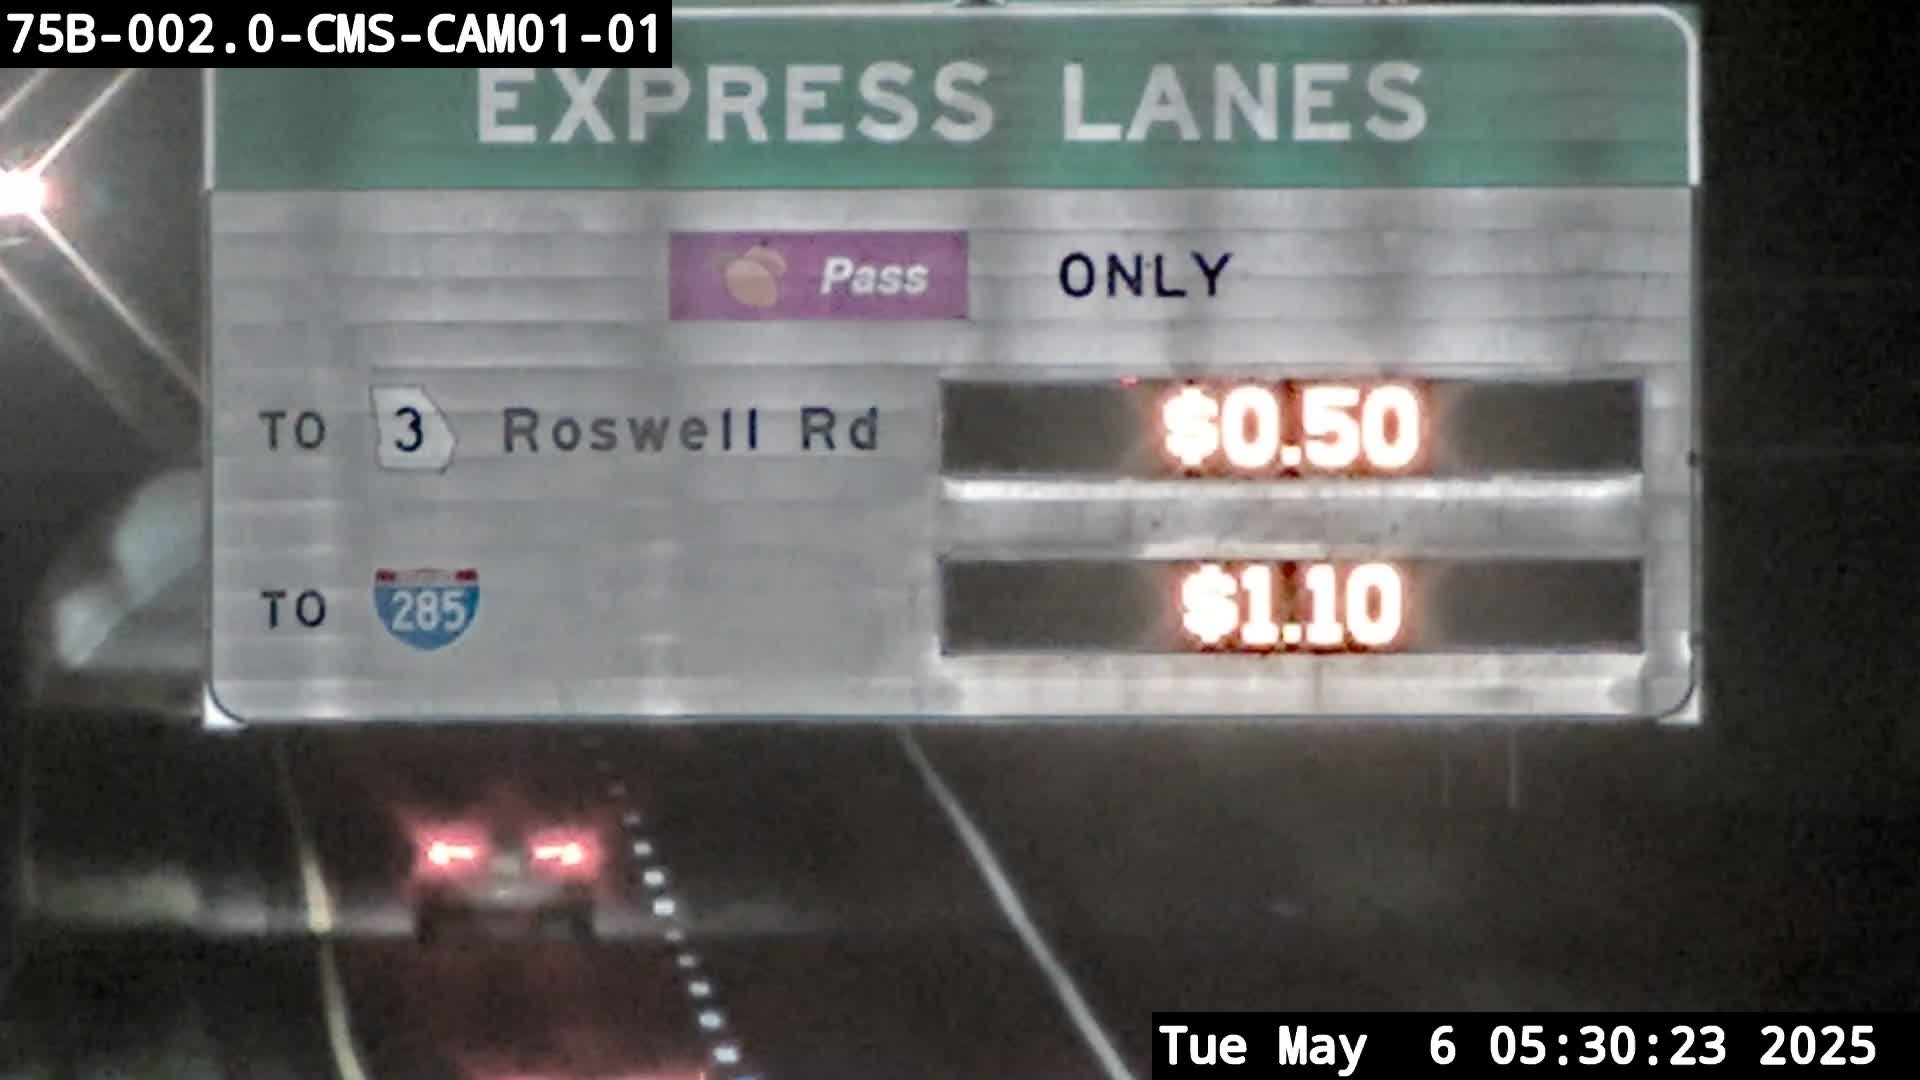 75B-002.0-CMS-CAM01-01
EXPRESS LANES
Pass ONLY
TO 3 Roswell Rd $0.50
TO 285 $1.10
Tue May 6 05:30:23 2025